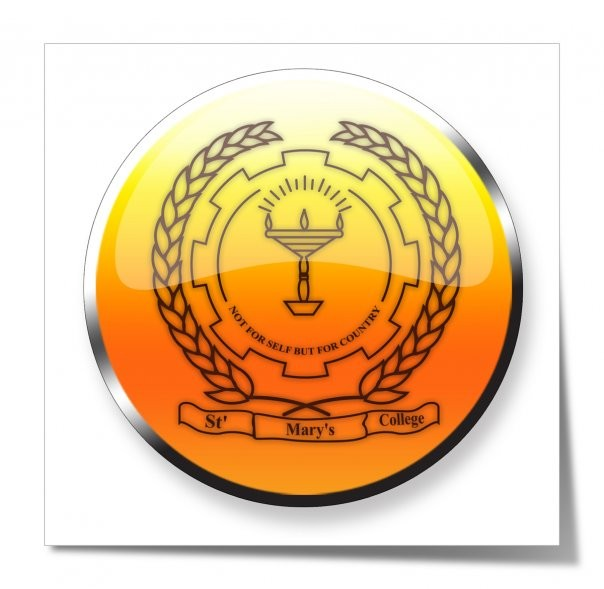 NOT FOR SELF BUT FOR COUNTRY
St' Mary's College